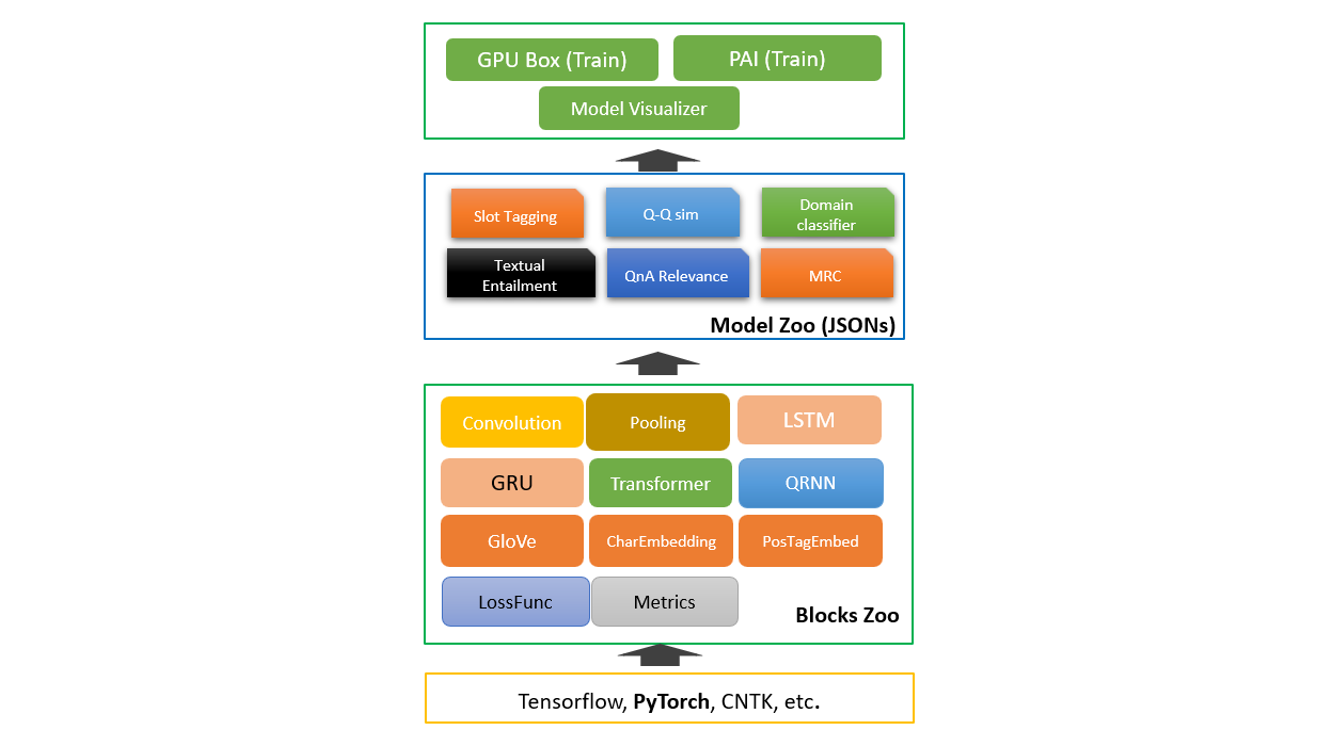 GPU Box (Train)
PAI (Train)
Model Visualizer
Slot Tagging
Q-Q sim
Domain
classifier
Textual
Entailment
QnA Relevance
MRC
Model Zoo (JSONs)
Convolution
Pooling
LSTM
GRU
Transformer
QRNN
GloVe
CharEmbedding
PosTagEmbed
LossFunc
Metrics
Blocks Zoo
Tensorflow, PyTorch, CNTK, etc.